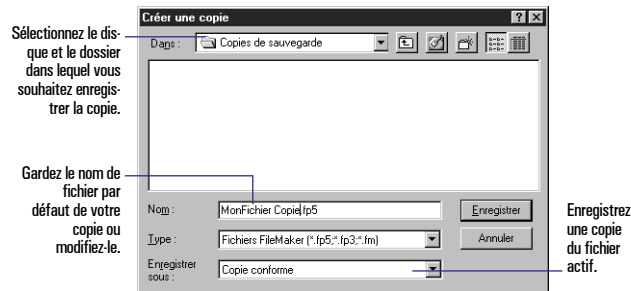 Créer une copie
Sélectionnez le dis-
que et le dossier
dans lequel vous
souhaitez enregis-
trer la copie.
Dans : Copies de sauvegarde
Gardez le nom de
fichier par
défaut de votre
copie ou
modifiez-le.
Nom : MonFichier Copie.fp5 Enregistrer
Type : Fichiers FileMaker (*.fp5;*.fp3;*.fm) Annuler
Enregistrer
sous : Copie conforme
Enregistrez
une copie
du fichier
actif.